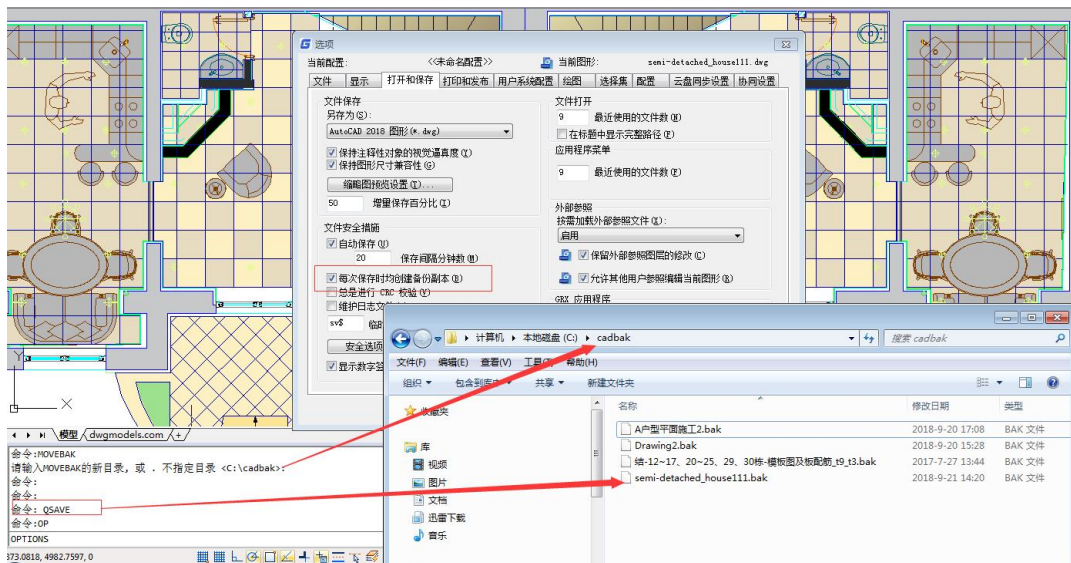 选项
当前配置: <<未命名配置>> 当前图形: semi-detached_house111.dwg
文件 显示 打开和保存 打印和发布 用户系统配置 绘图 选择集 配置 云盘同步设置 协同设置
文件保存
另存为(S):
AutoCAD 2018 图形(*.dwg)
保持注释性对象的视觉逼真度(Y)
保持图形尺寸兼容性(G)
缩略图预览设置(T)...
50 增量保存百分比(I)
文件安全措施
自动保存(U)
20 保存间隔分钟数(M)
每次保存时均创建备份副本(B)
总是进行 CRC 校验(V)
维护日志文
sv$ 临时
安全选项
显示数字签
文件打开
9 最近使用的文件数(N)
在标题中显示完整路径(F)
应用程序菜单
9 最近使用的文件数(F)
外部参照
按需加载外部参照文件(X):
启用
保留外部参照图层的修改(C)
允许其他用户参照编辑当前图形(R)
GRX 应用程序
计算机 本地磁盘 (C:) cadbak
搜索 cadbak
文件(F) 编辑(E) 查看(V) 工具(T) 帮助(H)
组织 包含到库中 共享 新建文件夹
收藏夹
库
视频
图片
文档
迅雷下载
音乐
名称 修改日期 类型
A户型平面施工2.bak 2018-9-20 17:08 BAK 文件
Drawing2.bak 2018-9-20 15:28 BAK 文件
结-12~17、20~25、29、30栋-模板图及板配筋_t9_t3.bak 2017-7-27 13:44 BAK 文件
semi-detached_house111.bak 2018-9-21 14:20 BAK 文件
Y
X
模型 dwgmodels.com +
命令:MOVEBAK
请输入MOVEBAK的新目录, 或 . 不指定目录 <C:\cadbak>:
命令:
命令:
命令: QSAVE
命令:OP
OPTIONS
373.0818, 4982.7597, 0